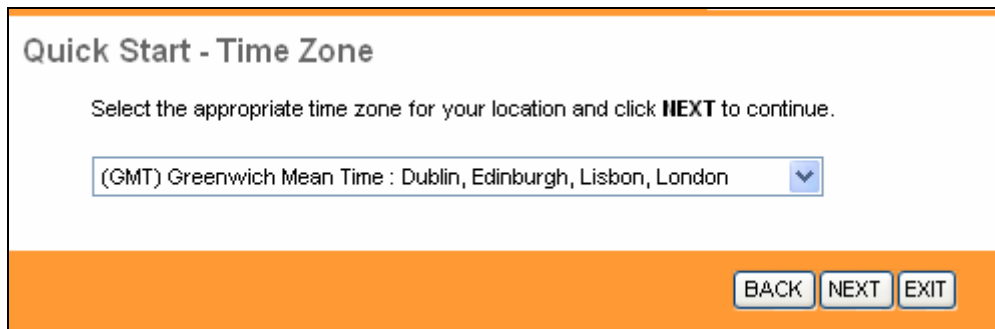 Quick Start - Time Zone
Select the appropriate time zone for your location and click NEXT to continue.
(GMT) Greenwich Mean Time : Dublin, Edinburgh, Lisbon, London
BACK NEXT EXIT